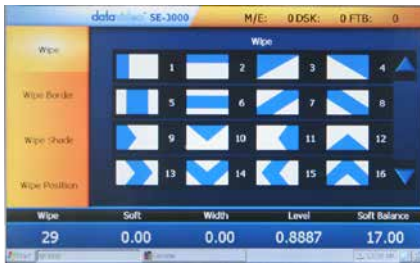 datavideo SE-3000 M/E: 0 DSK: 0 FTB: 0
Wipe
Wipe
1 2 3 4
Wipe Border
5 6 7 8
Wipe Shade
9 10 11 12
Wipe Position
13 14 15 16
Wipe Soft Width Level Soft Balance
29 0.00 0.00 0.8887 17.00